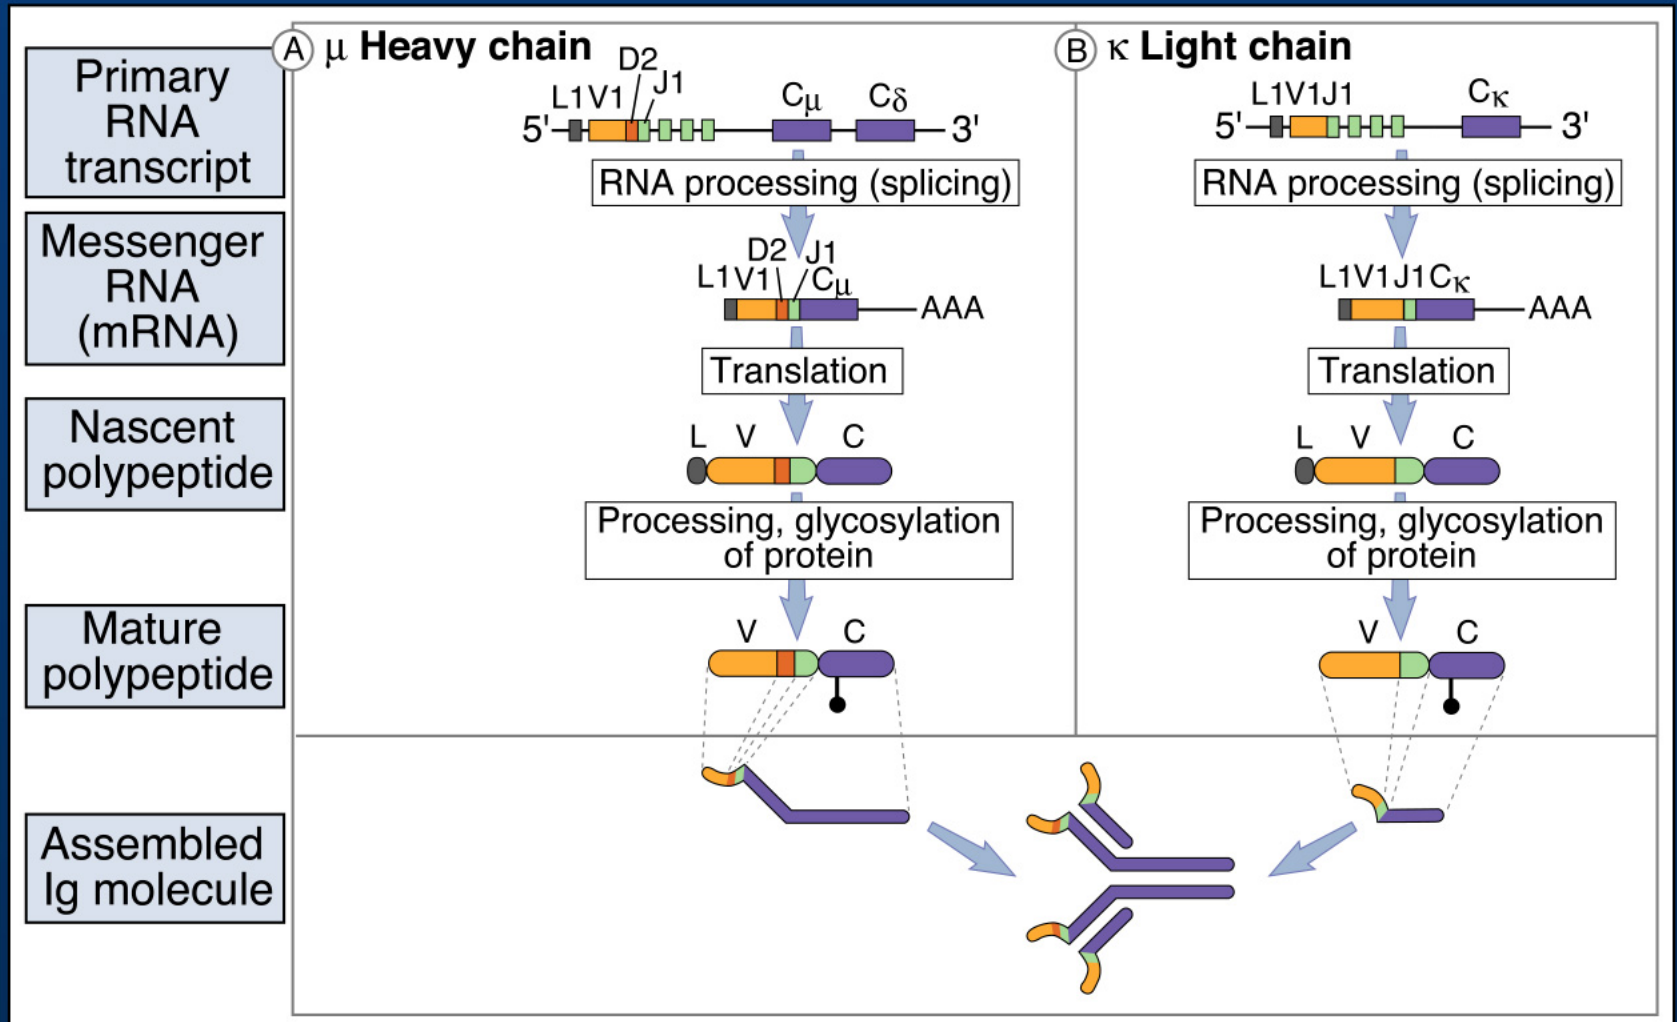 Primary
RNA
transcript
Messenger
RNA
(mRNA)
Nascent
polypeptide
Mature
polypeptide
Assembled
Ig molecule
A μ Heavy chain
D2
L1V1 J1 Cμ Cδ
5' 3'
RNA processing (splicing)
D2 J1
L1V1 Cμ
AAA
Translation
L V C
Processing, glycosylation
of protein
V C
B κ Light chain
L1V1J1 Cκ
5' 3'
RNA processing (splicing)
L1V1J1Cκ
AAA
Translation
L V C
Processing, glycosylation
of protein
V C